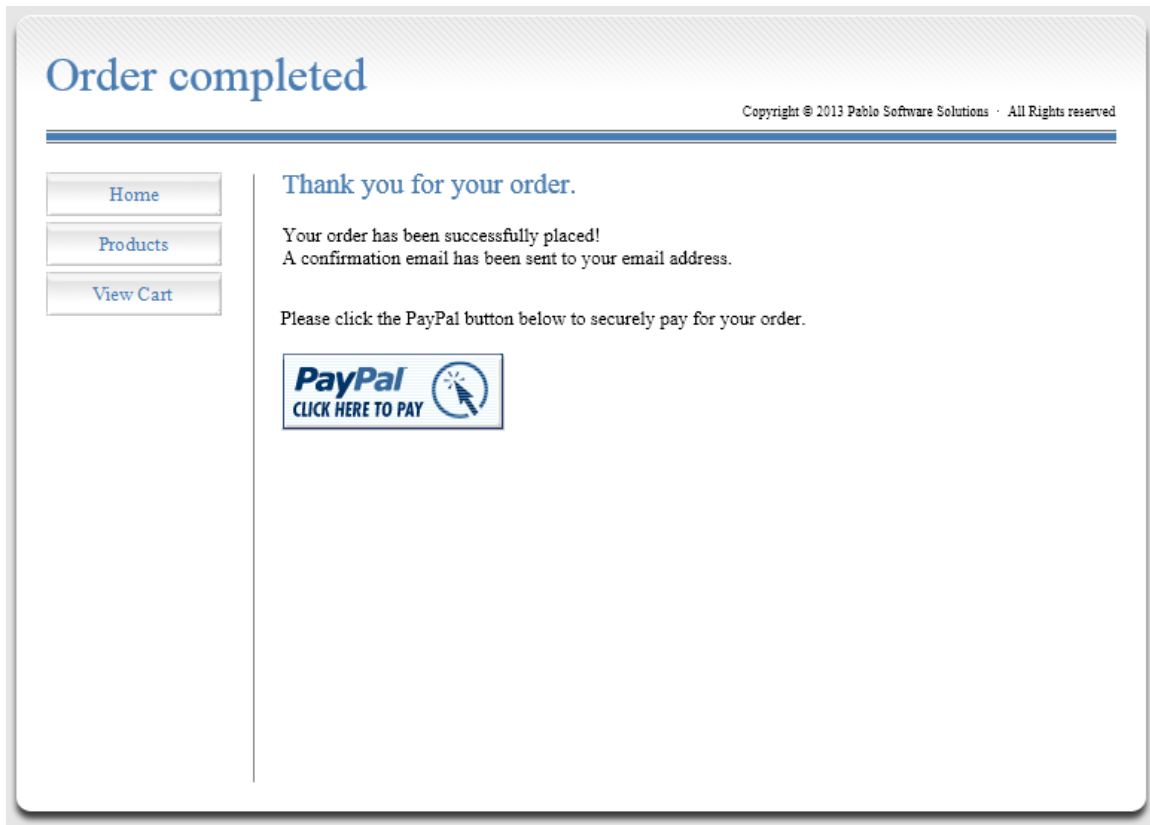 Order completed
Copyright © 2013 Pablo Software Solutions · All Rights reserved
Home
Products
View Cart
Thank you for your order.
Your order has been successfully placed!
A confirmation email has been sent to your email address.
Please click the PayPal button below to securely pay for your order.
PayPal
CLICK HERE TO PAY